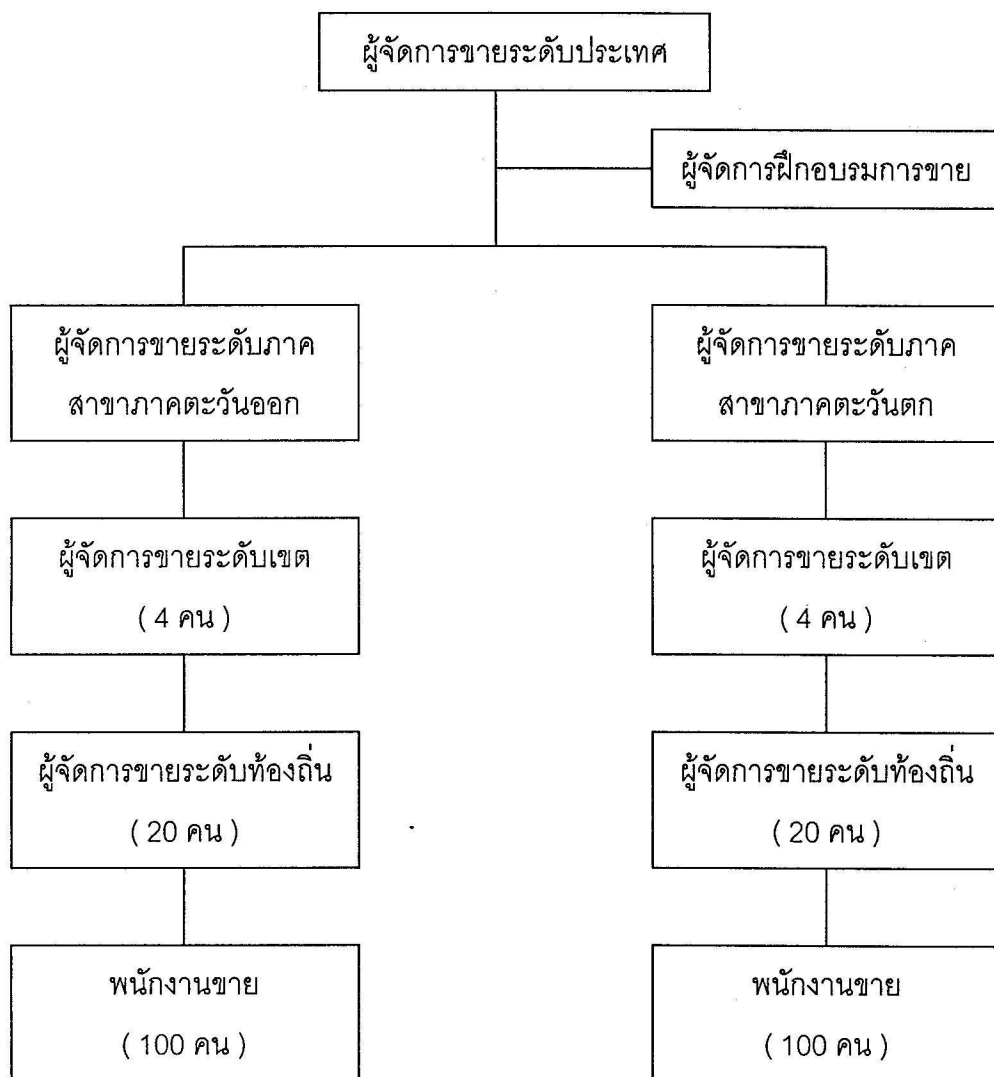 ผู้จัดการขายระดับประเทศ
ผู้จัดการฝึกอบรมการขาย
ผู้จัดการขายระดับภาค
สาขาภาคตะวันออก
ผู้จัดการขายระดับภาค
สาขาภาคตะวันตก
ผู้จัดการขายระดับเขต
( 4 คน )
ผู้จัดการขายระดับเขต
( 4 คน )
ผู้จัดการขายระดับท้องถิ่น
( 20 คน )
ผู้จัดการขายระดับท้องถิ่น
( 20 คน )
พนักงานขาย
( 100 คน )
พนักงานขาย
( 100 คน )